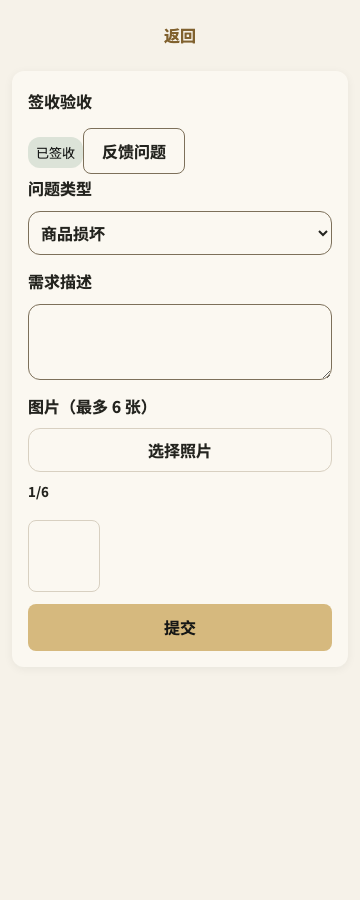 返回
签收验收
已签收 反馈问题
问题类型
商品损坏
需求描述
图片（最多 6 张）
选择照片
1/6
提交